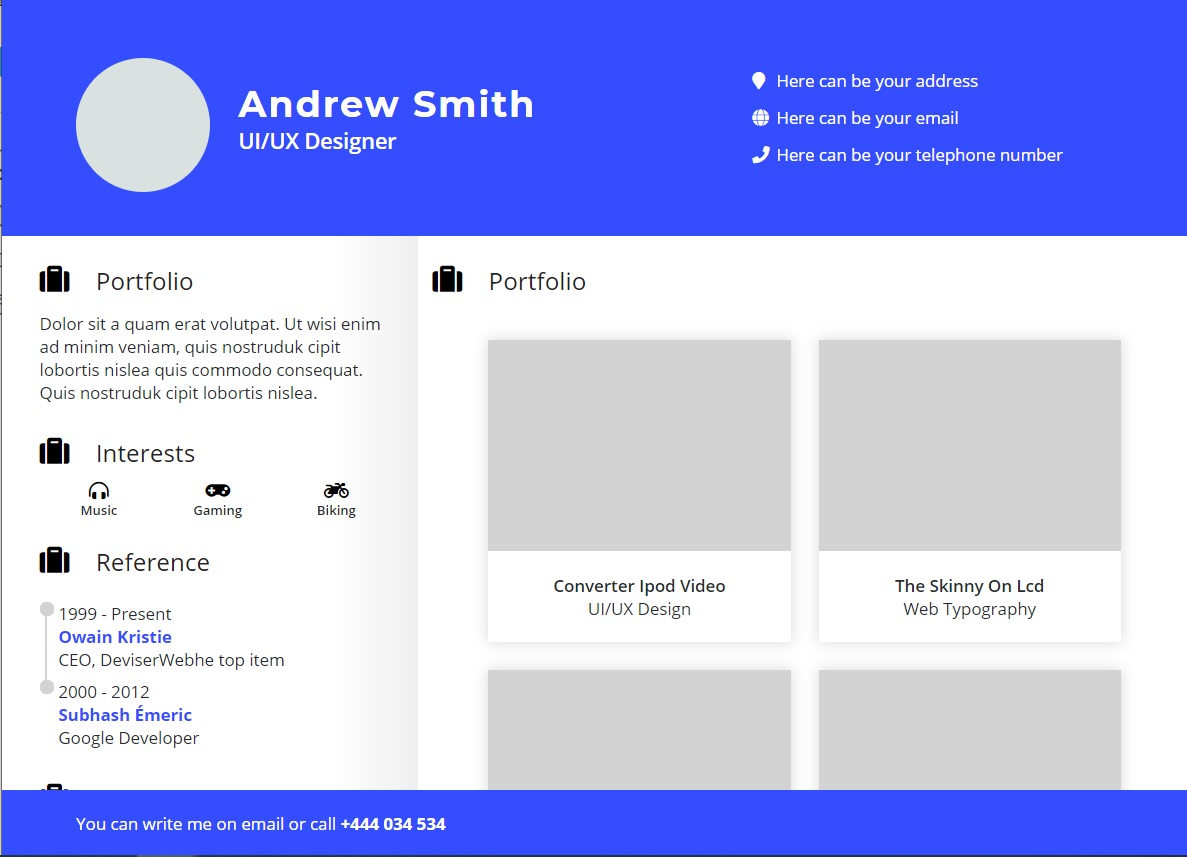 Andrew Smith
UI/UX Designer
Here can be your address
Here can be your email
Here can be your telephone number
Portfolio
Dolor sit a quam erat volutpat. Ut wisi enim
ad minim veniam, quis nostruduk cipit
lobortis nislea quis commodo consequat.
Quis nostruduk cipit lobortis nislea.
Interests
Music
Gaming
Biking
Reference
1999 - Present
Owain Kristie
CEO, DeviserWebhe top item
2000 - 2012
Subhash Émeric
Google Developer
Portfolio
Converter Ipod Video
UI/UX Design
The Skinny On Lcd
Web Typography
You can write me on email or call +444 034 534